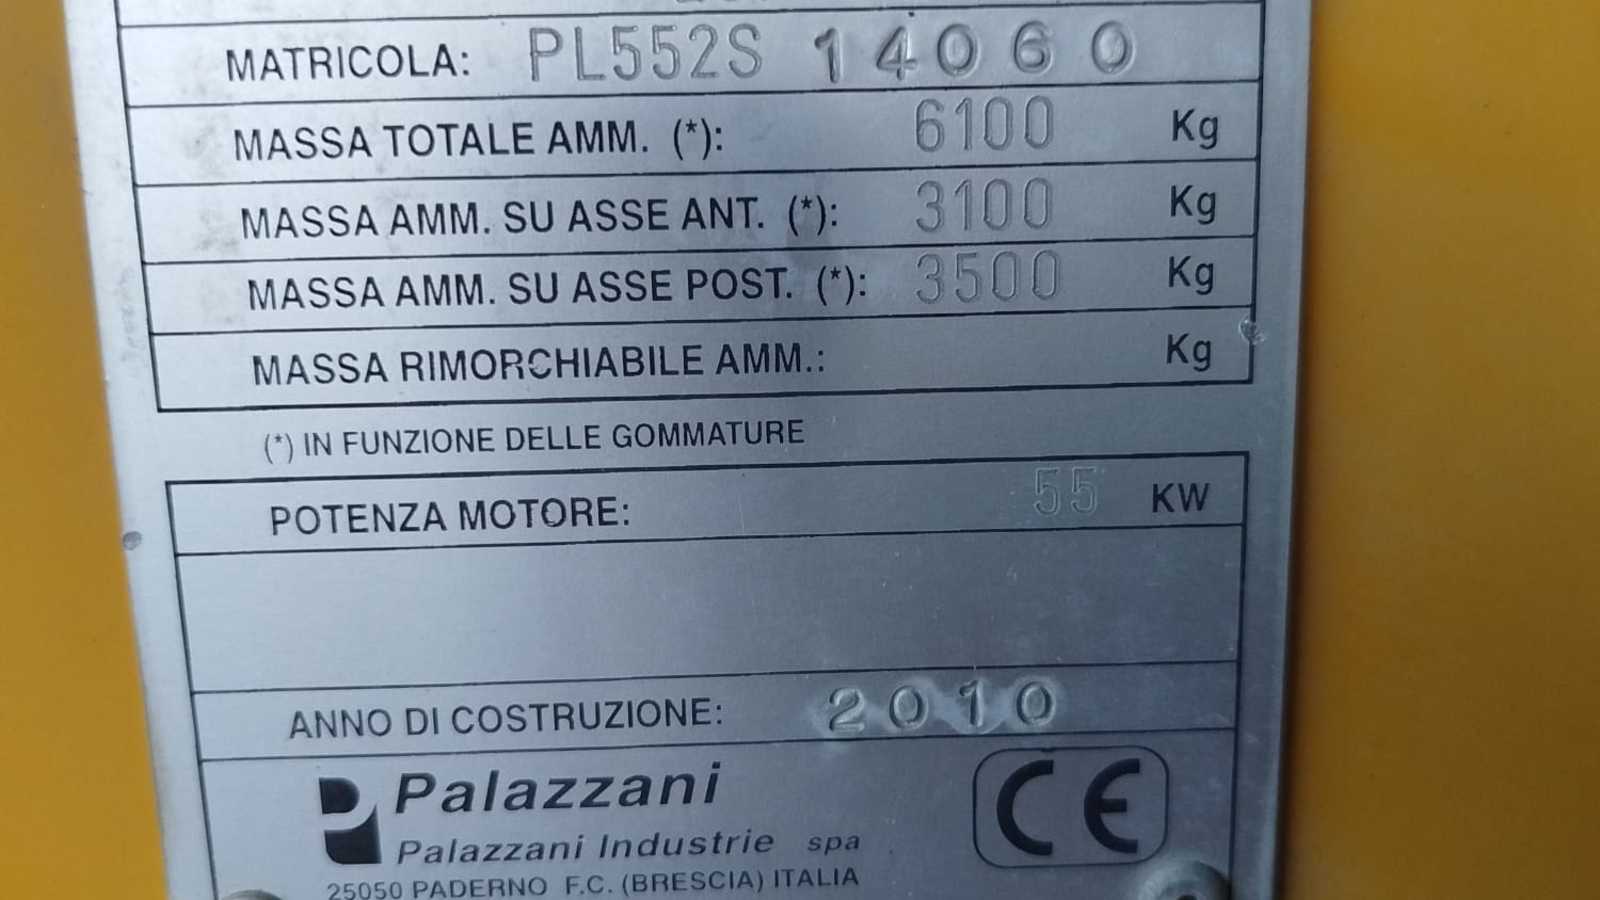 MATRICOLA: PL552S 14060
MASSA TOTALE AMM. (*): 6100 Kg
MASSA AMM. SU ASSE ANT. (*): 3100 Kg
MASSA AMM. SU ASSE POST. (*): 3500 Kg
MASSA RIMORCHIABILE AMM.: Kg
(*) IN FUNZIONE DELLE GOMMATURE
POTENZA MOTORE: 55 KW
ANNO DI COSTRUZIONE: 2010
Palazzani
Palazzani Industrie spa
25050 PADERNO F.C. (BRESCIA) ITALIA
CE